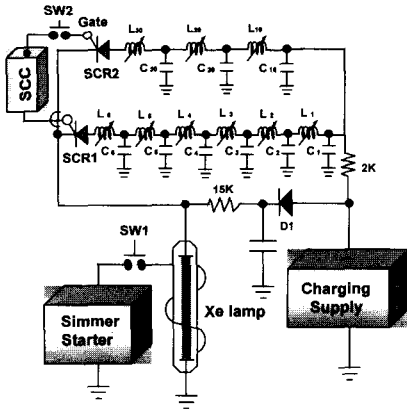 SW2
Gate
SCC
SCR2
L30 L20 L10
C30 C20 C10
SCR1
L6 L5 L4 L3 L2 L1
C6 C5 C4 C3 C2 C1
2K
15K
D1
SW1
Simmer
Starter
Xe lamp
Charging
Supply